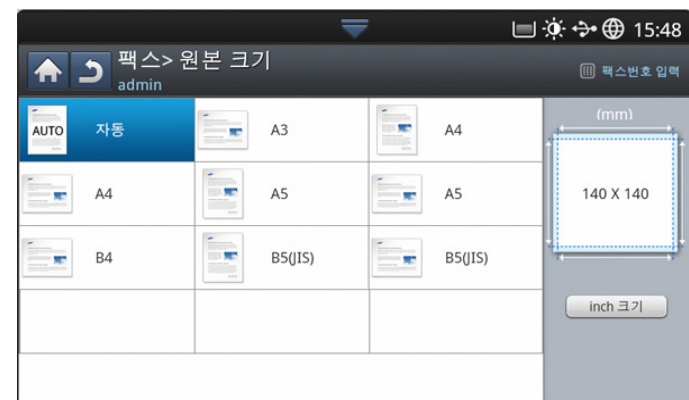 15:48
팩스> 원본 크기
admin
팩스번호 입력
AUTO 자동 A3 A4
A4 A5 A5
B4 B5(JIS) B5(JIS)
(mm)
140 X 140
inch 크기